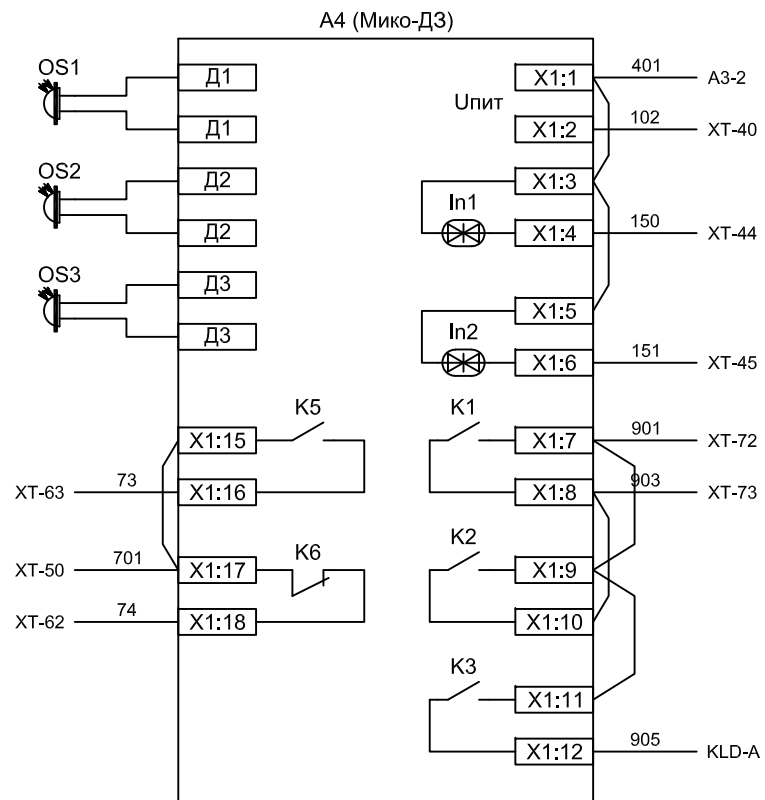 A4 (Мико-ДЗ)
OS1
Д1
Uпит
X1:1
401
A3-2
Д1
X1:2
102
XT-40
OS2
Д2
X1:3
In1
Д2
X1:4
150
XT-44
OS3
Д3
X1:5
In2
Д3
X1:6
151
XT-45
K5
K1
X1:15
X1:7
901
XT-72
XT-63
73
X1:16
X1:8
903
XT-73
K6
K2
XT-50
701
X1:17
X1:9
XT-62
74
X1:18
X1:10
K3
X1:11
X1:12
905
KLD-A